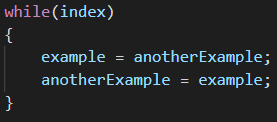 while(index)
{
    example = anotherExample;
    anotherExample = example;
}